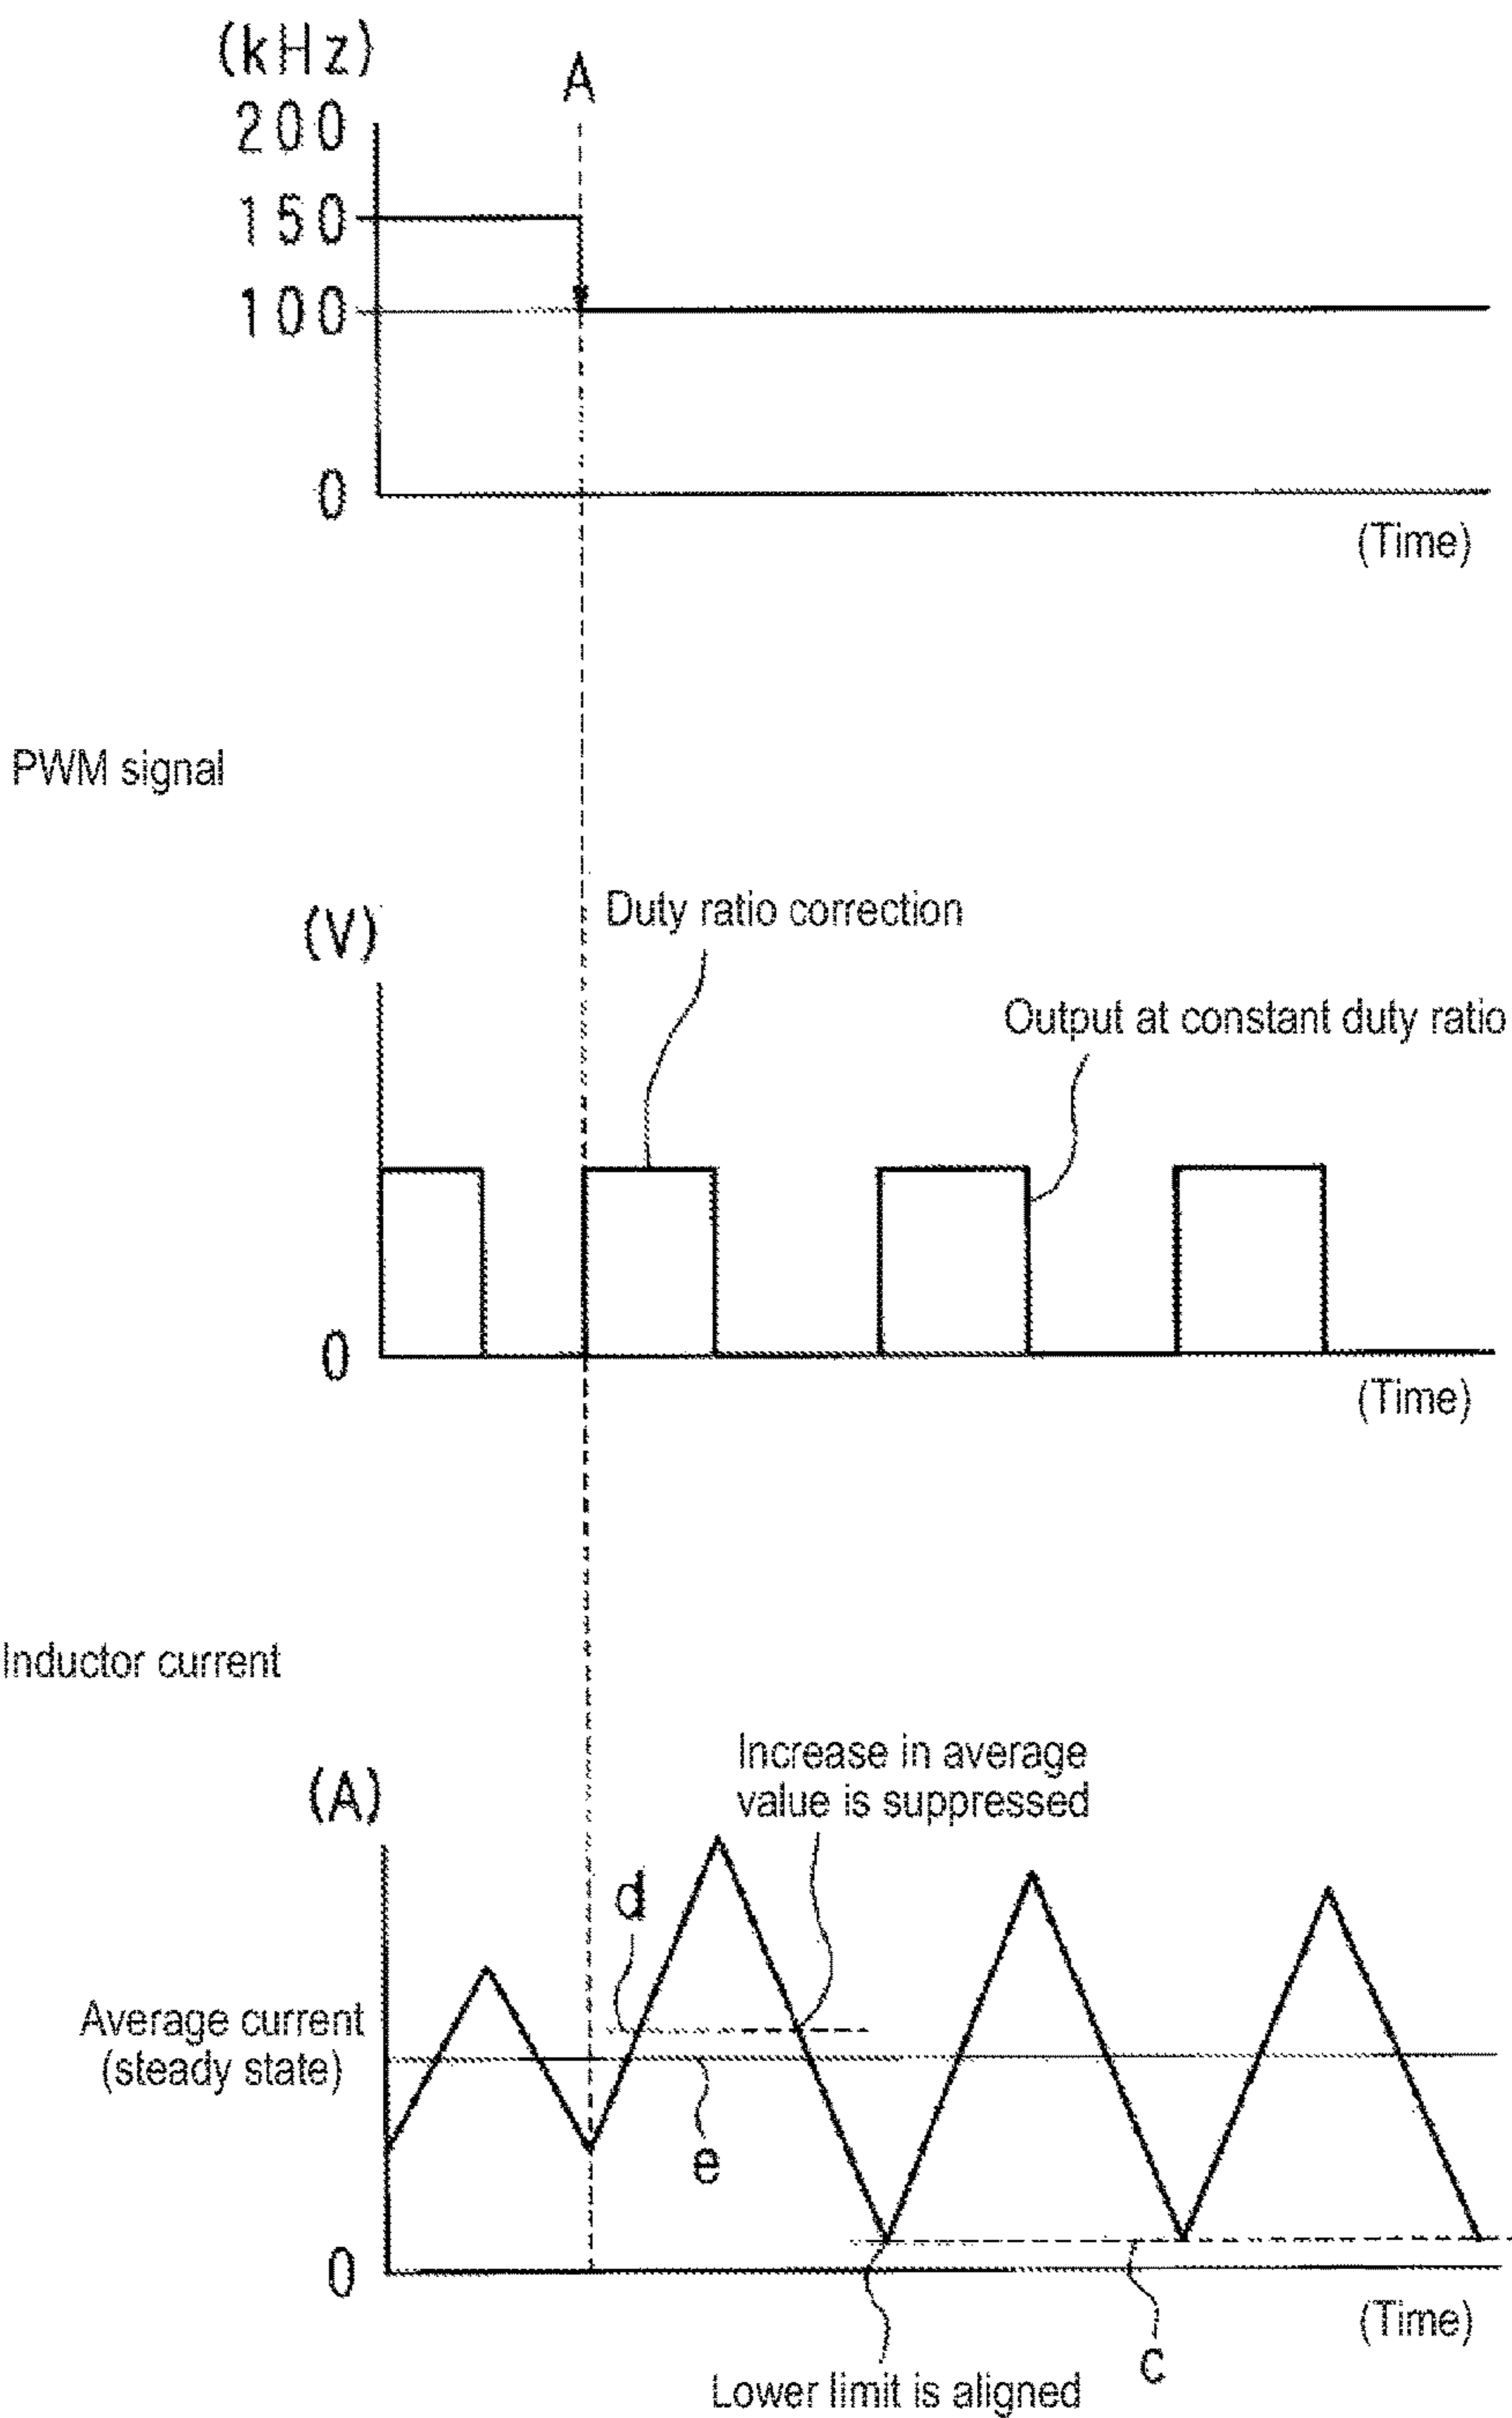 (kHz)
A
200
150
100
0
(Time)
PWM signal
(V)
Duty ratio correction
Output at constant duty ratio
0
(Time)
Inductor current
(A)
Increase in average
value is suppressed
d
Average current
(steady state)
e
0
(Time)
c
Lower limit is aligned